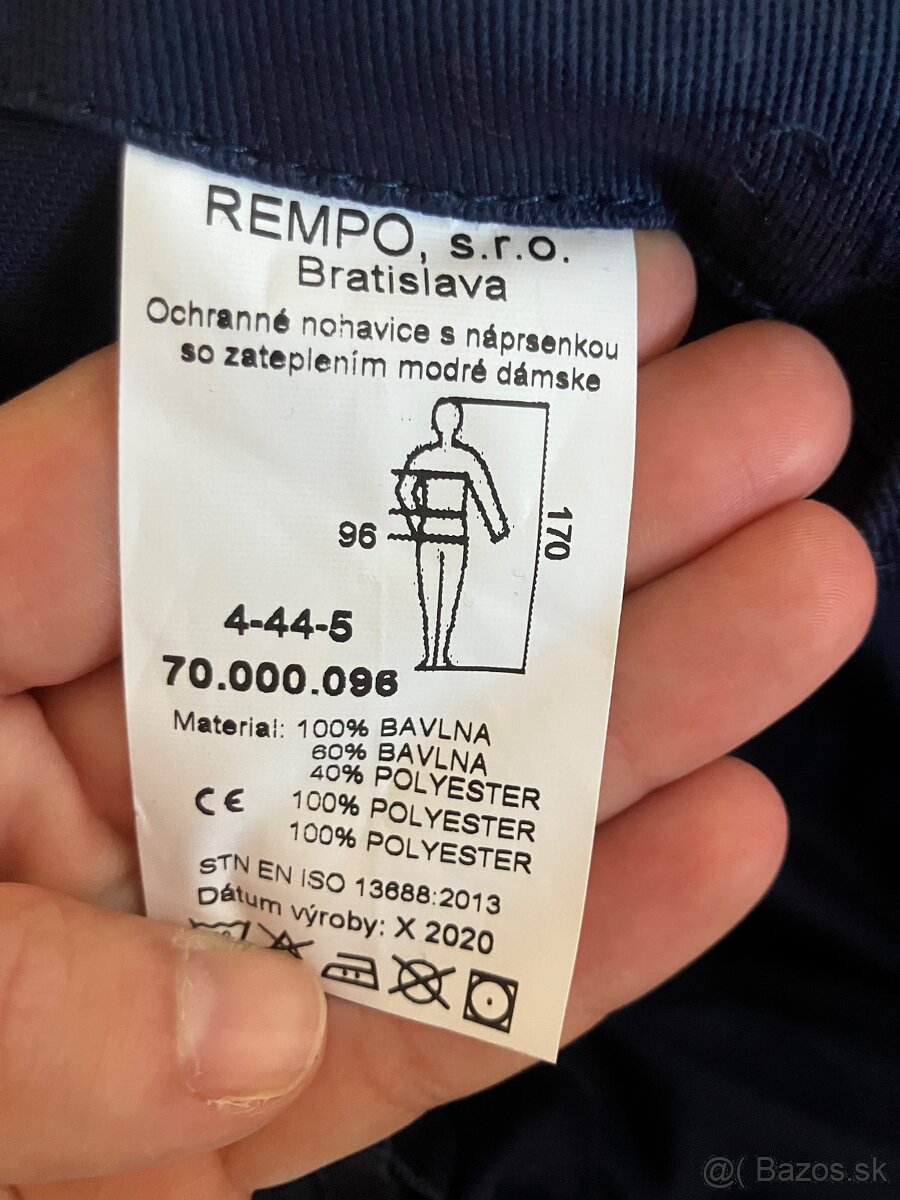 REMPO, s.r.o.
Bratislava
Ochranné nohavice s náprsenkou
so zateplením modré dámske
96
170
4-44-5
70.000.096
Material: 100% BAVLNA
60% BAVLNA
40% POLYESTER
CE 100% POLYESTER
100% POLYESTER
STN EN ISO 13688:2013
Dátum výroby: X 2020
@( Bazos.sk